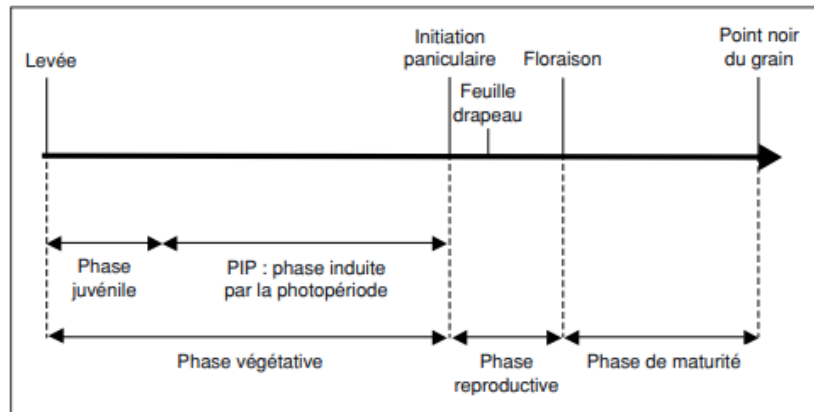 Levée
Initiation
paniculaire
Feuille
drapeau
Floraison
Point noir
du grain
Phase
juvénile
PIP : phase induite
par la photopériode
Phase végétative
Phase
reproductive
Phase de maturité